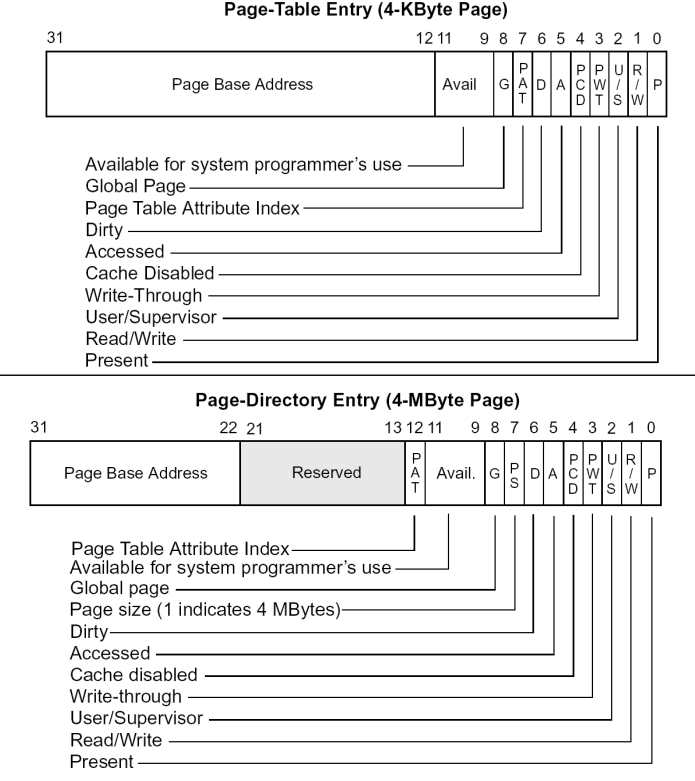 Page-Table Entry (4-KByte Page)
31 12 11 9 8 7 6 5 4 3 2 1 0
Page Base Address Avail G PAT D A PCD PWT U/S R/W P
Available for system programmer's use
Global Page
Page Table Attribute Index
Dirty
Accessed
Cache Disabled
Write-Through
User/Supervisor
Read/Write
Present
Page-Directory Entry (4-MByte Page)
31 22 21 13 12 11 9 8 7 6 5 4 3 2 1 0
Page Base Address Reserved PAT Avail. G PS D A PCD PWT U/S R/W P
Page Table Attribute Index
Available for system programmer's use
Global page
Page size (1 indicates 4 MBytes)
Dirty
Accessed
Cache disabled
Write-through
User/Supervisor
Read/Write
Present